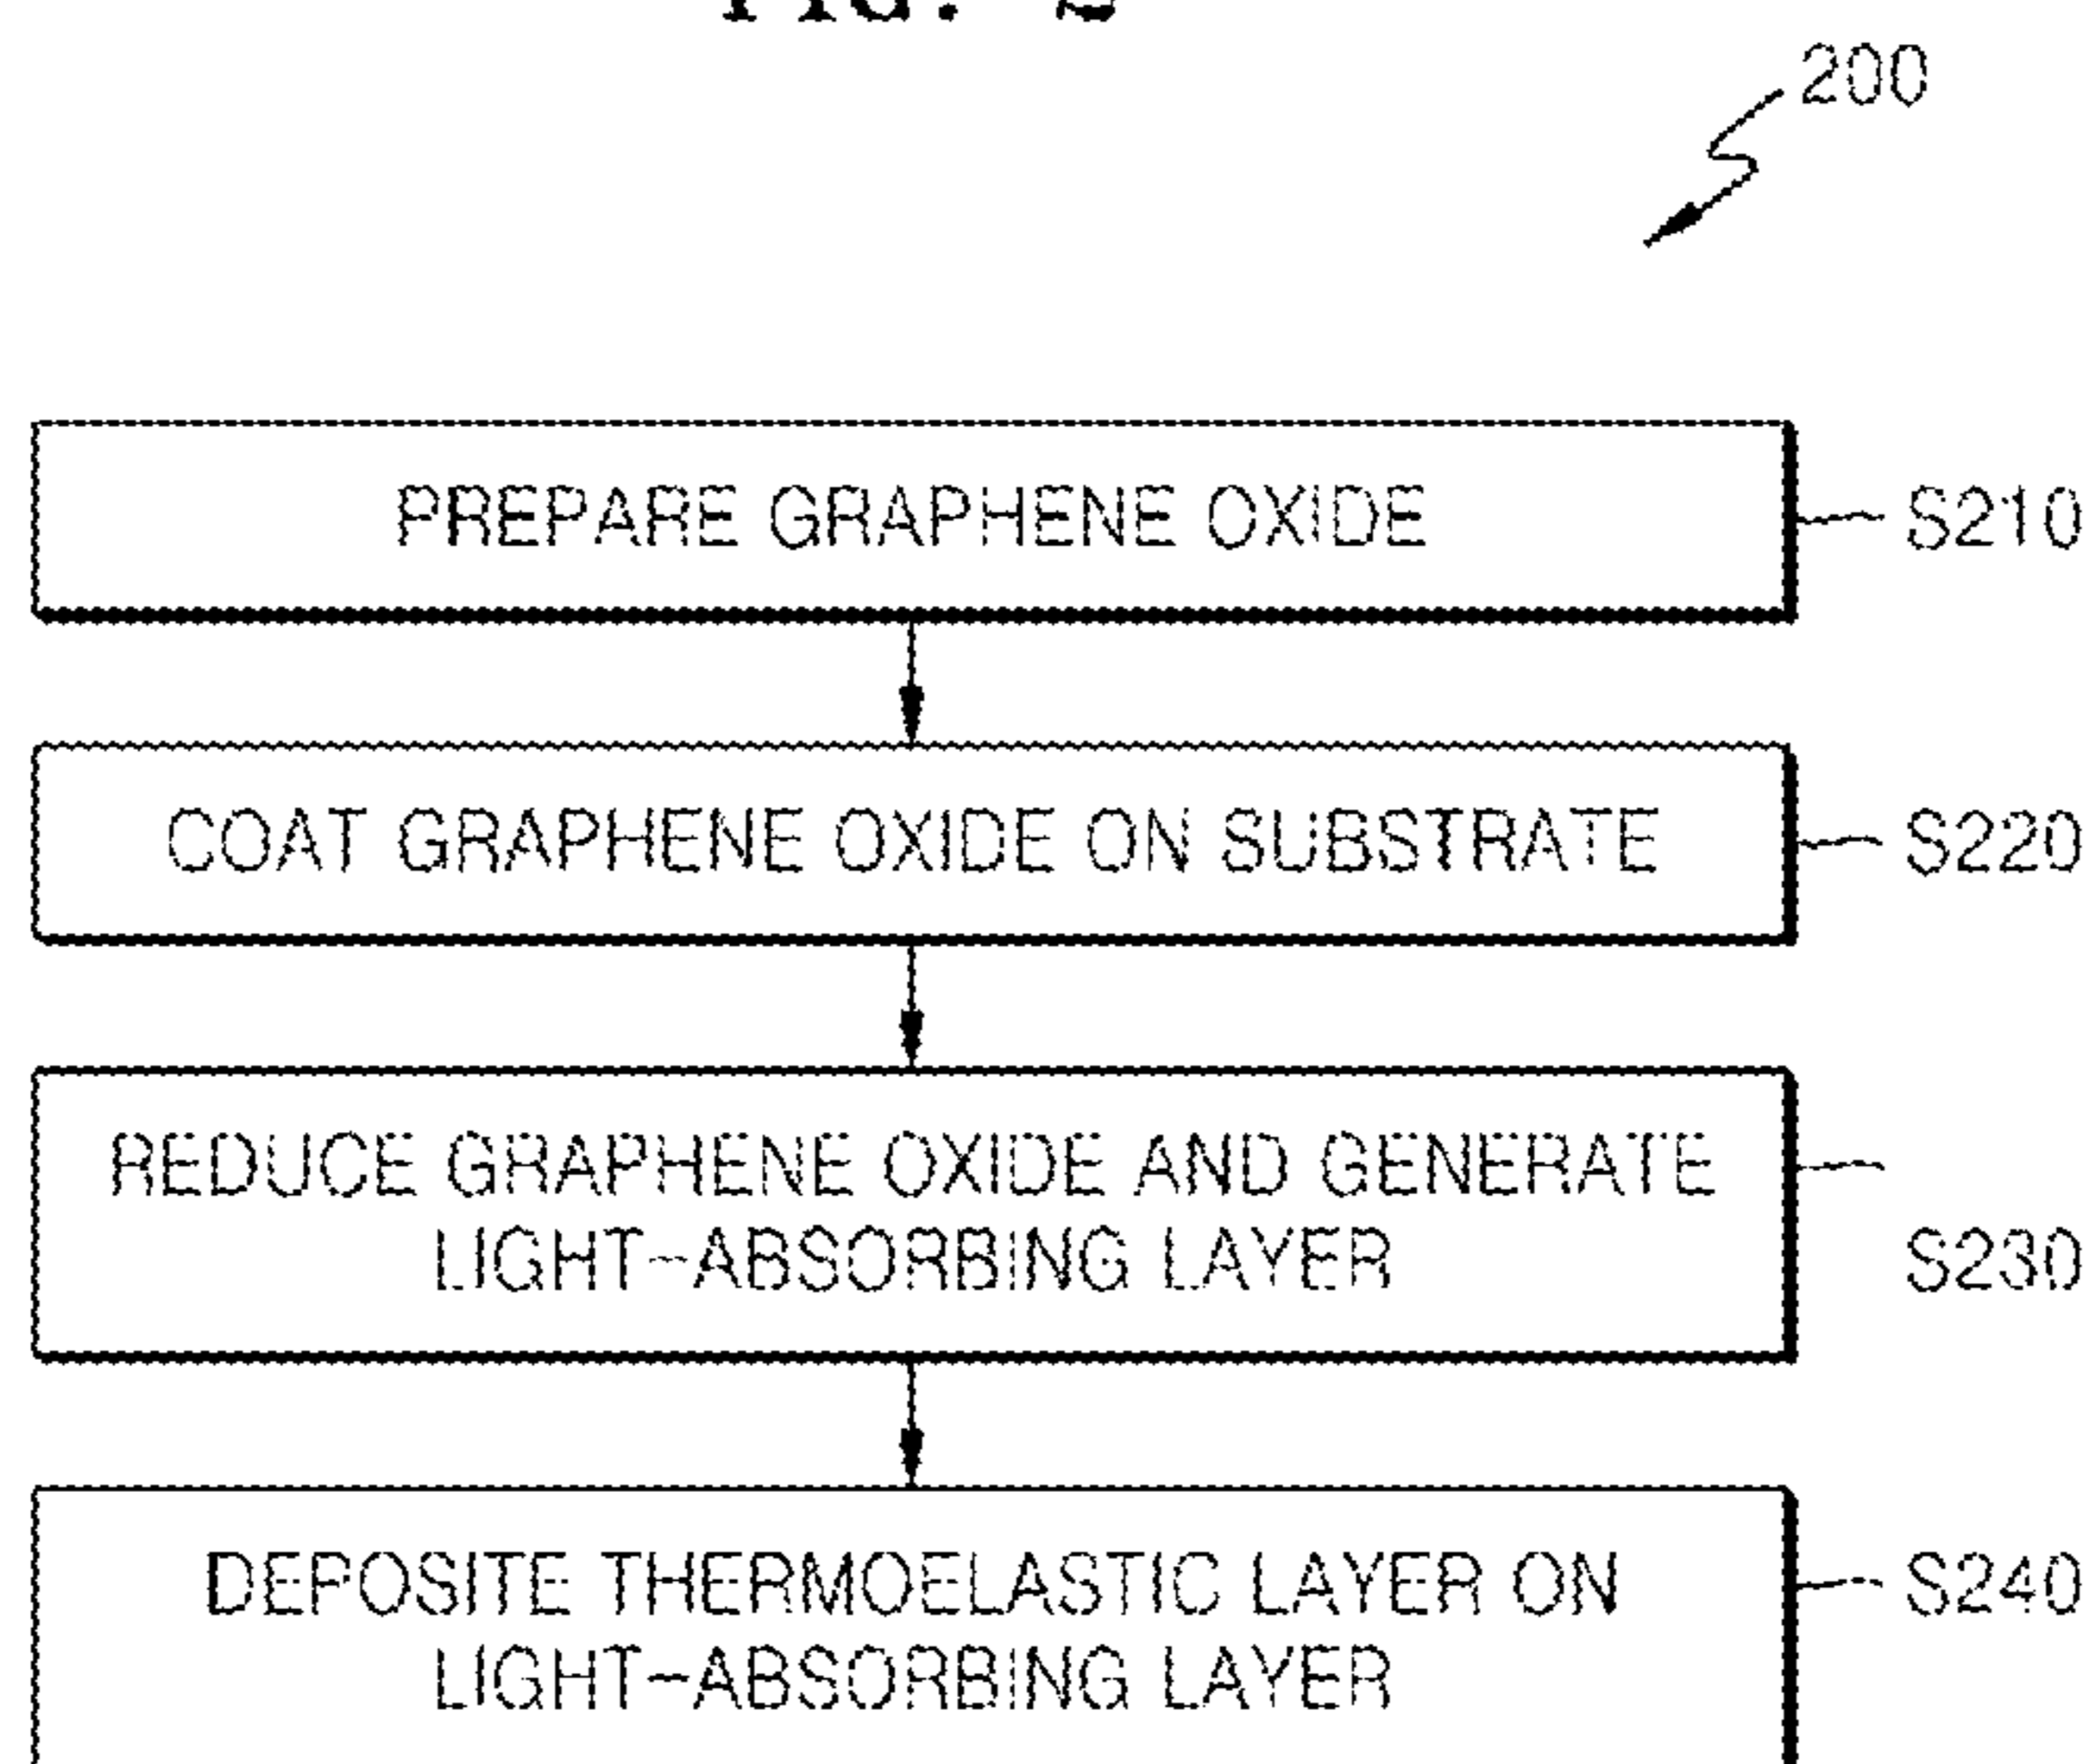 FIG.
200
PREPARE GRAPHENE OXIDE
S210
COAT GRAPHENE OXIDE ON SUBSTRATE
S220
REDUCE GRAPHENE OXIDE AND GENERATE
LIGHT-ABSORBING LAYER
S230
DEPOSITE THERMOELASTIC LAYER ON
S240
LIGHT-ABSORBING LAYER